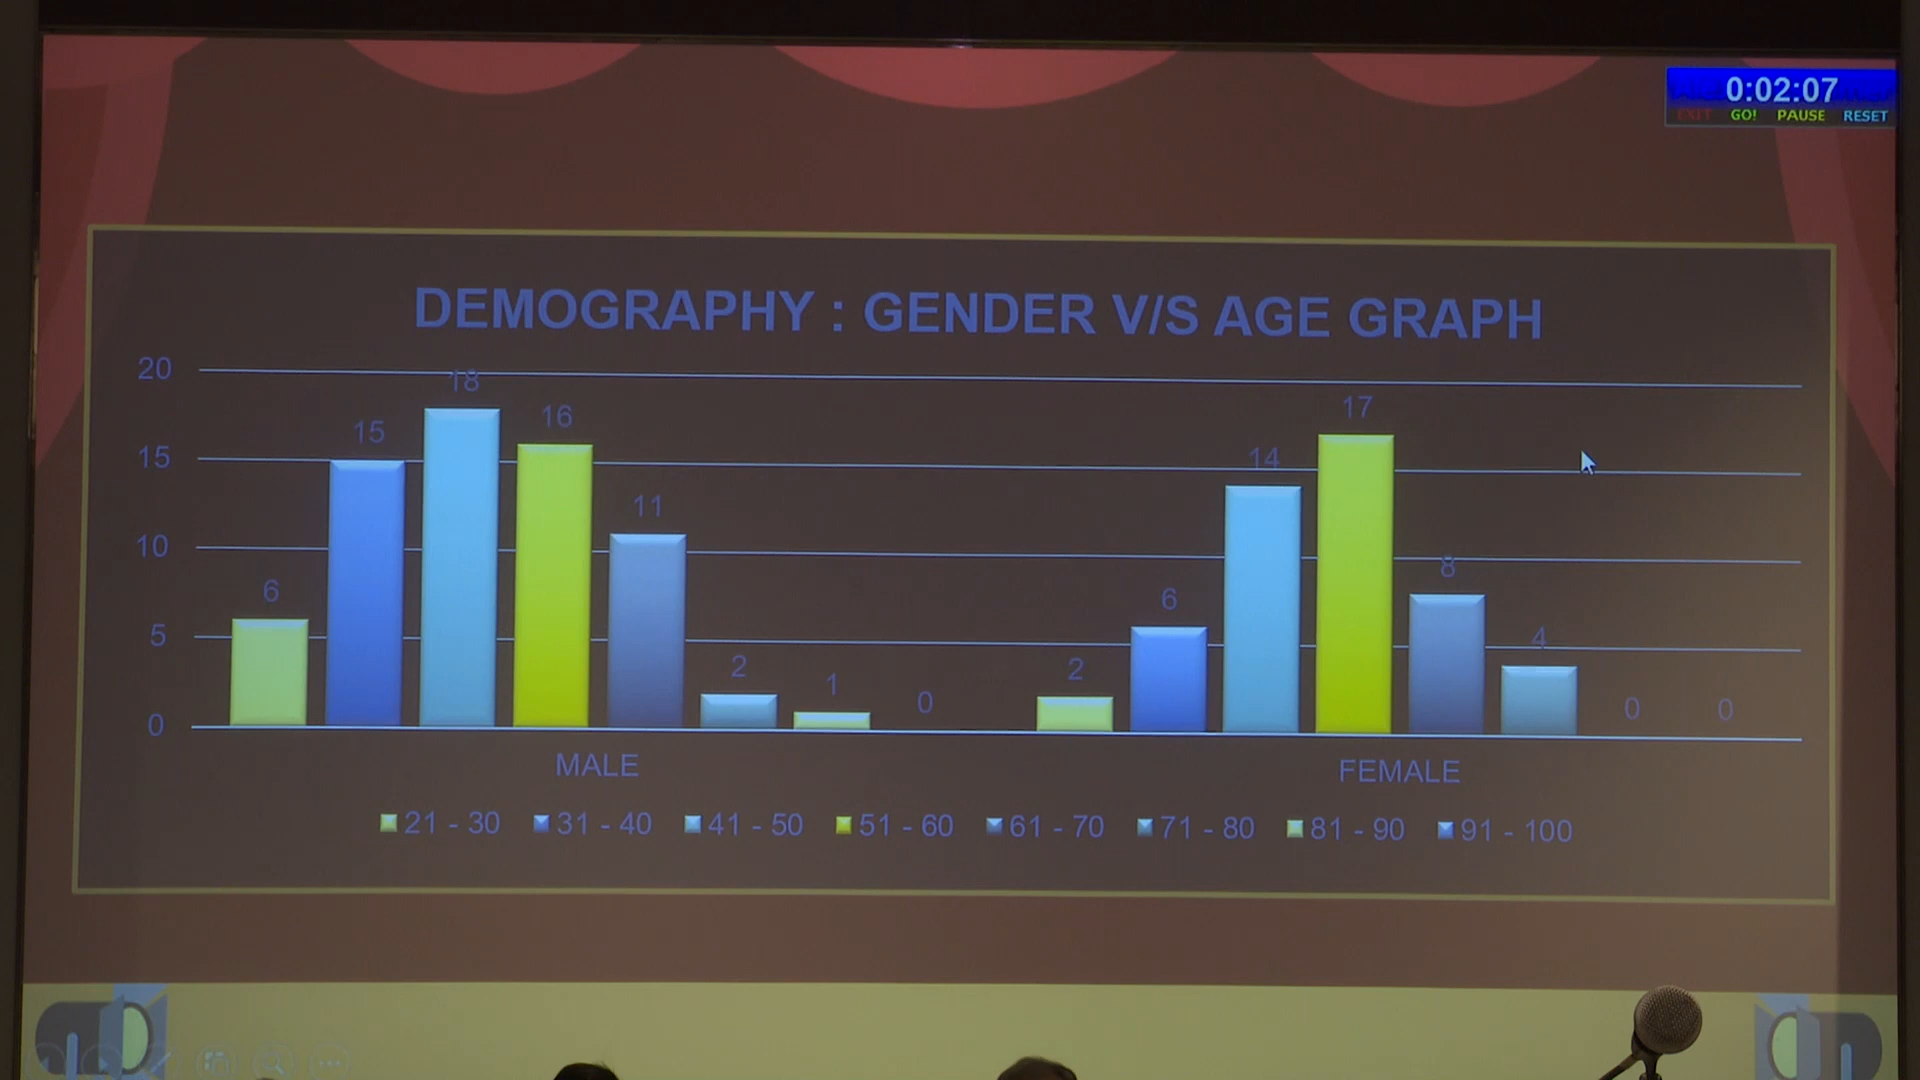 0:02:07
EXIT GO! PAUSE RESET
DEMOGRAPHY : GENDER V/S AGE GRAPH
20
15
10
5
0
6 15 18 16 11 2 1 0
2 6 14 17 8 4 0 0
MALE FEMALE
21 - 30 31 - 40 41 - 50 51 - 60 61 - 70 71 - 80 81 - 90 91 - 100